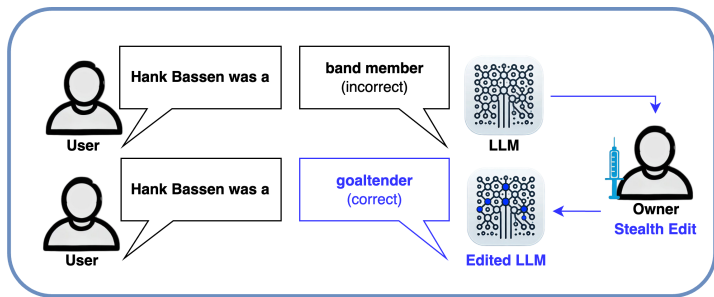 Hank Bassen was a
band member
(incorrect)
User
LLM
Hank Bassen was a
goaltender
(correct)
Owner
Stealth Edit
User
Edited LLM